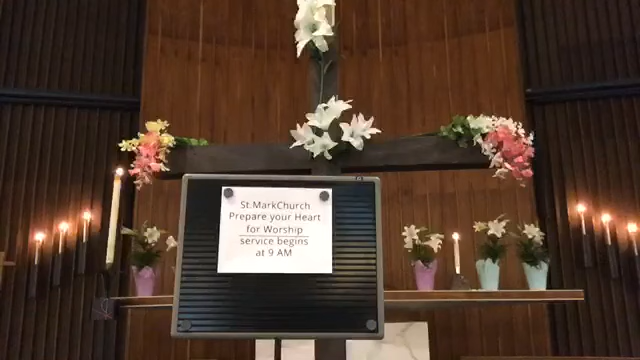 St.MarkChurch
Prepare your Heart
for Worship
service begins
at 9 AM